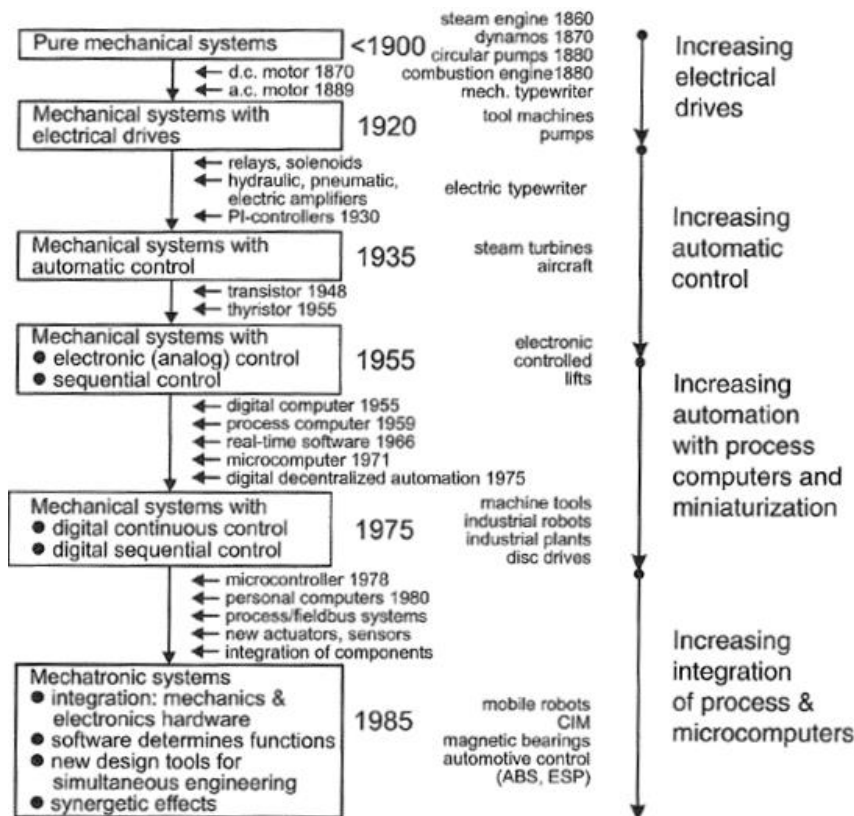 Pure mechanical systems
<1900
steam engine 1860
dynamos 1870
circular pumps 1880
combustion engine1880
mech. typewriter
Increasing
electrical
drives
d.c. motor 1870
a.c. motor 1889
Mechanical systems with
electrical drives
1920
tool machines
pumps
relays, solenoids
hydraulic, pneumatic,
electric amplifiers
PI-controllers 1930
electric typewriter
Increasing
automatic
control
Mechanical systems with
automatic control
1935
steam turbines
aircraft
transistor 1948
thyristor 1955
Mechanical systems with
● electronic (analog) control
● sequential control
1955
electronic
controlled
lifts
Increasing
automation
with process
computers and
miniaturization
digital computer 1955
process computer 1959
real-time software 1966
microcomputer 1971
digital decentralized automation 1975
Mechanical systems with
● digital continuous control
● digital sequential control
1975
machine tools
industrial robots
industrial plants
disc drives
microcontroller 1978
personal computers 1980
process/fieldbus systems
new actuators, sensors
integration of components
Increasing
integration
of process &
microcomputers
Mechatronic systems
● integration: mechanics &
electronics hardware
● software determines functions
● new design tools for
simultaneous engineering
● synergetic effects
1985
mobile robots
CIM
magnetic bearings
automotive control
(ABS, ESP)